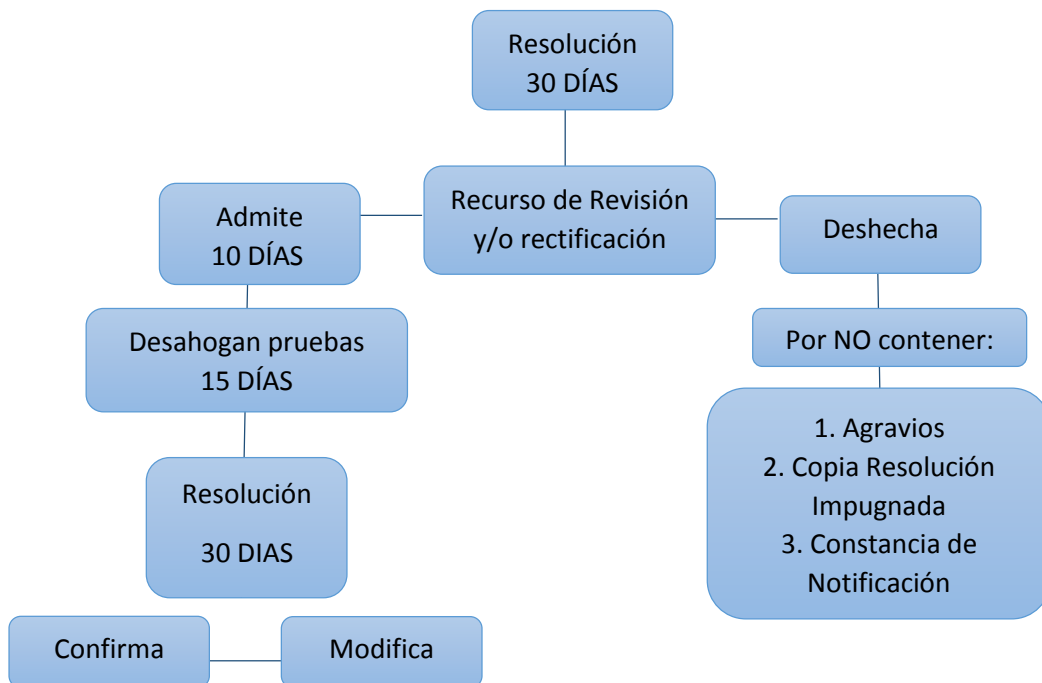 Resolución
30 DÍAS
Recurso de Revisión
y/o rectificación
Admite
10 DÍAS
Deshecha
Desahogan pruebas
15 DÍAS
Por NO contener:
1. Agravios
2. Copia Resolución
Impugnada
3. Constancia de
Notificación
Resolución
30 DIAS
Confirma
Modifica